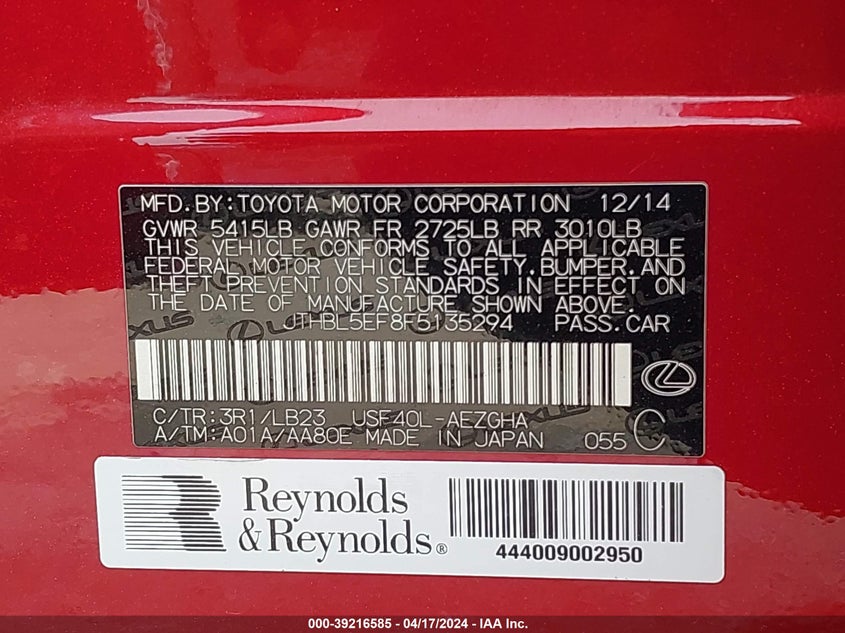 MFD.BY:TOYOTA MOTOR CORPORATION 12/14
GVWR 5415LB GAWR FR 2725LB RR 3010LB
THIS VEHICLE CONFORMS TO ALL APPLICABLE
FEDERAL MOTOR VEHICLE SAFETY,BUMPER,AND
THEFT PREVENTION STANDARDS IN EFFECT ON
THE DATE OF MANUFACTURE SHOWN ABOVE.
JTHBL5EF8F5135294 PASS.CAR
C/TR:3R1/LB23 USF40L-AEZGHA
A/TM:A01A/AA80E MADE IN JAPAN 055 C
Reynolds
&Reynolds®
444009002950
000-39216585 - 04/17/2024 - IAA Inc.